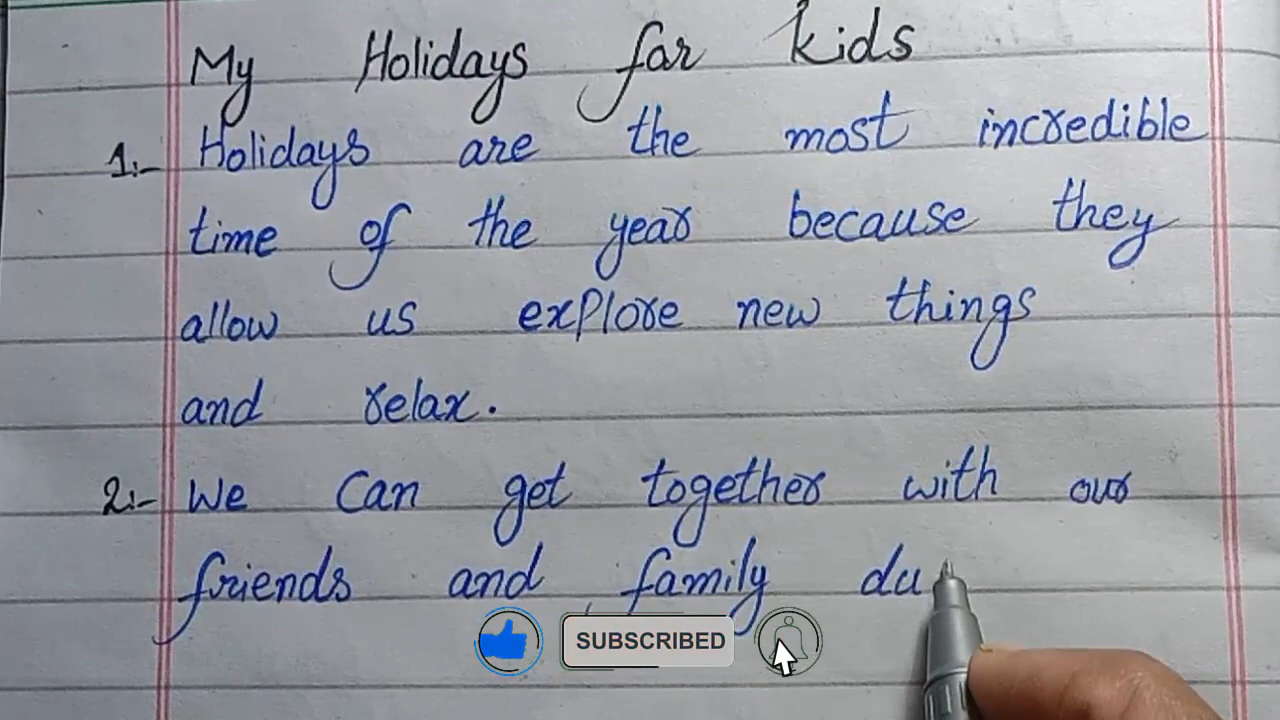 My Holidays for kids
1:- Holidays are the most incredible
time of the year because they
allow us explore new things
and relax.
2:- We Can get together with our
friends and family du
SUBSCRIBED